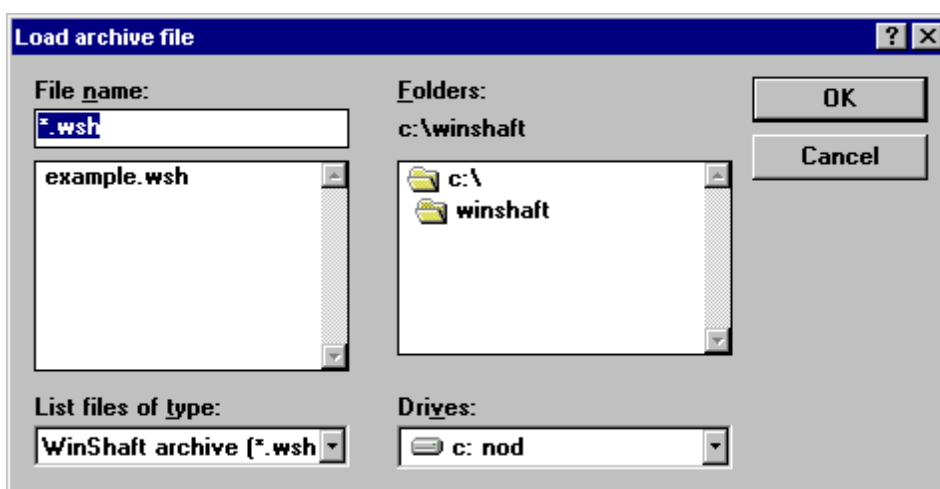 Load archive file
File name:
*.wsh
example.wsh
Folders:
c:\winshaft
c:\
winshaft
OK
Cancel
List files of type:
WinShaft archive (*.wsh
Drives:
c: nod